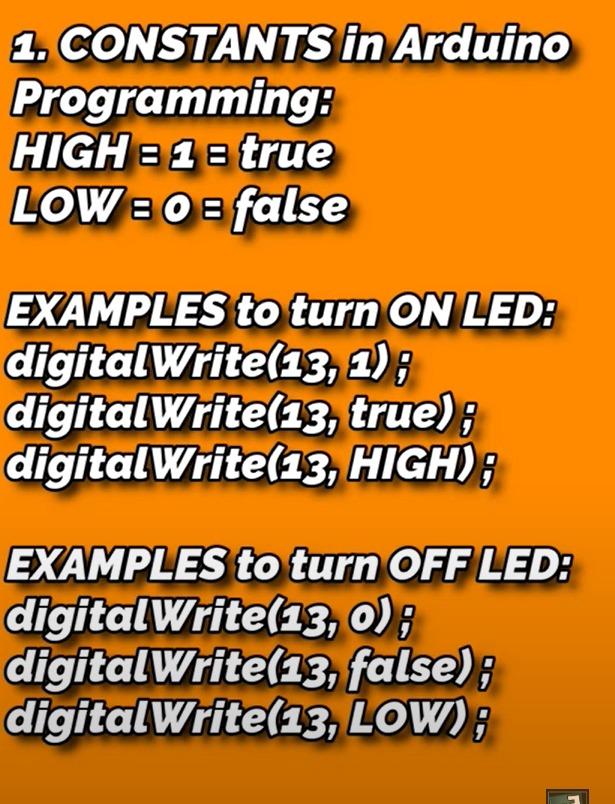 1. CONSTANTS in Arduino
Programming:
HIGH = 1 = true
LOW = 0 = false
EXAMPLES to turn ON LED:
digitalWrite(13, 1) ;
digitalWrite(13, true) ;
digitalWrite(13, HIGH) ;
EXAMPLES to turn OFF LED:
digitalWrite(13, 0) ;
digitalWrite(13, false) ;
digitalWrite(13, LOW) ;